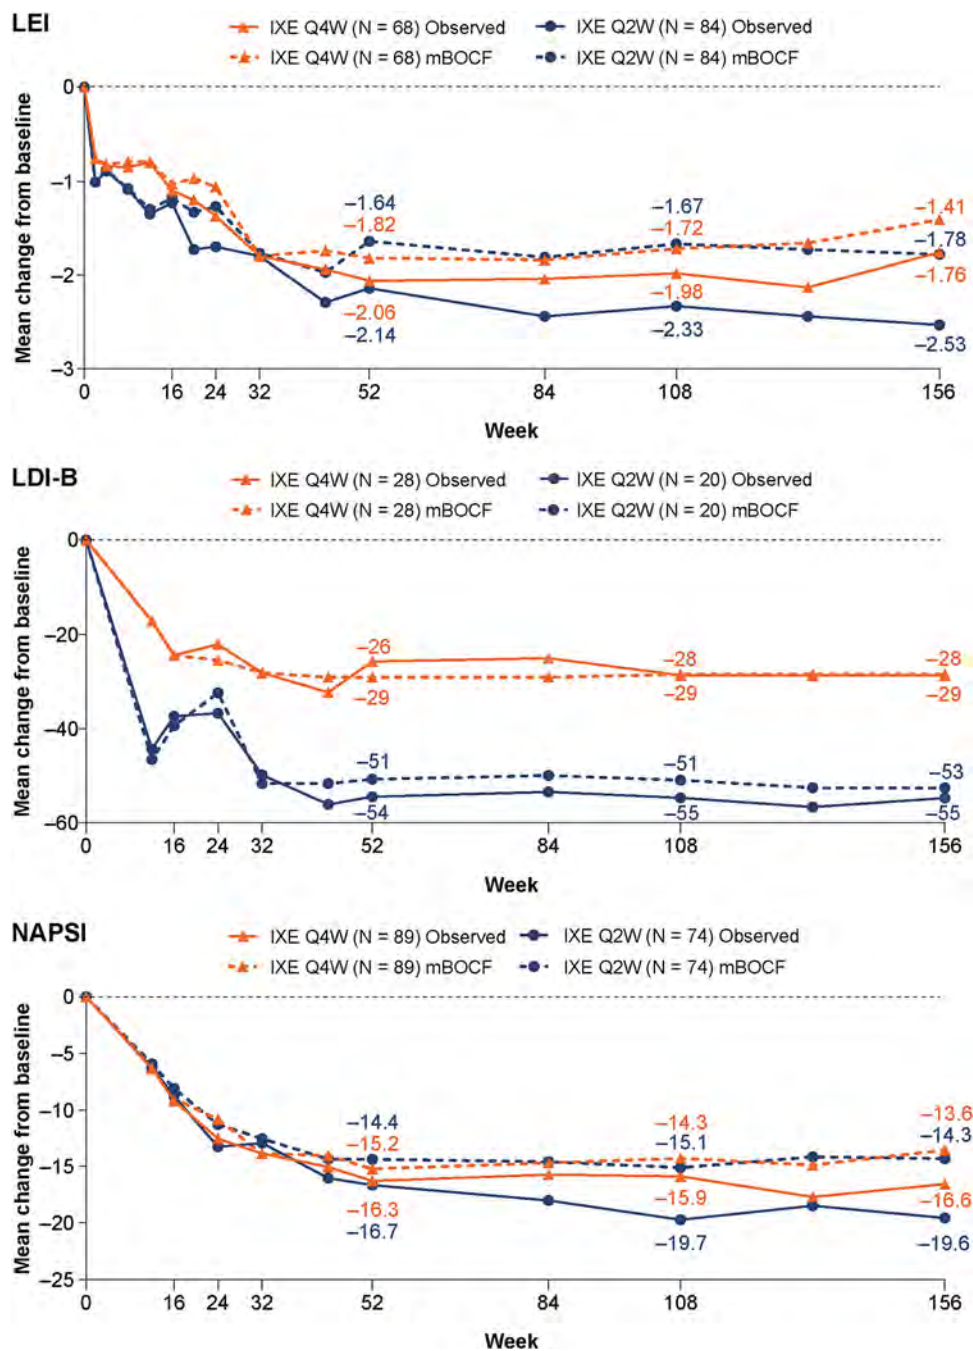 LEI
IXE Q4W (N = 68) Observed IXE Q2W (N = 84) Observed
IXE Q4W (N = 68) mBOCF IXE Q2W (N = 84) mBOCF
Mean change from baseline
0
–1
–2
–3
–1.64 –1.67 –1.41
–1.82 –1.72 –1.78
–2.06 –1.98 –1.76
–2.14 –2.33 –2.53
0 16 24 32 52 84 108 156
Week
LDI-B
IXE Q4W (N = 28) Observed IXE Q2W (N = 20) Observed
IXE Q4W (N = 28) mBOCF IXE Q2W (N = 20) mBOCF
Mean change from baseline
0
–20
–40
–60
–26 –28 –28
–29 –29 –29
–51 –51 –53
–54 –55 –55
0 16 24 32 52 84 108 156
Week
NAPSI
IXE Q4W (N = 89) Observed IXE Q2W (N = 74) Observed
IXE Q4W (N = 89) mBOCF IXE Q2W (N = 74) mBOCF
Mean change from baseline
0
–5
–10
–15
–20
–25
–14.4 –14.3 –13.6
–15.2 –15.1 –14.3
–16.3 –15.9 –16.6
–16.7 –19.7 –19.6
0 16 24 32 52 84 108 156
Week